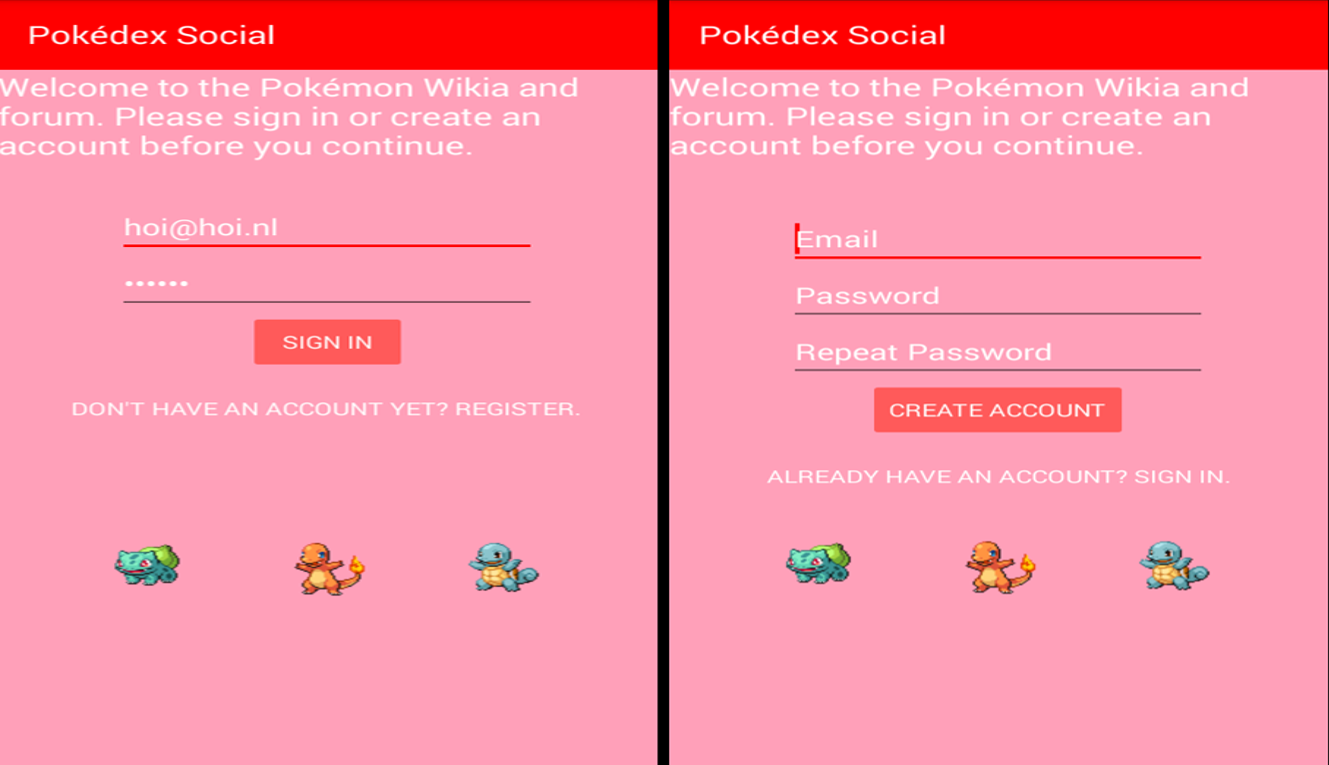 Pokédex Social
Welcome to the Pokémon Wikia and
forum. Please sign in or create an
account before you continue.
hoi@hoi.nl
••••••
SIGN IN
DON'T HAVE AN ACCOUNT YET? REGISTER.
Pokédex Social
Welcome to the Pokémon Wikia and
forum. Please sign in or create an
account before you continue.
Email
Password
Repeat Password
CREATE ACCOUNT
ALREADY HAVE AN ACCOUNT? SIGN IN.